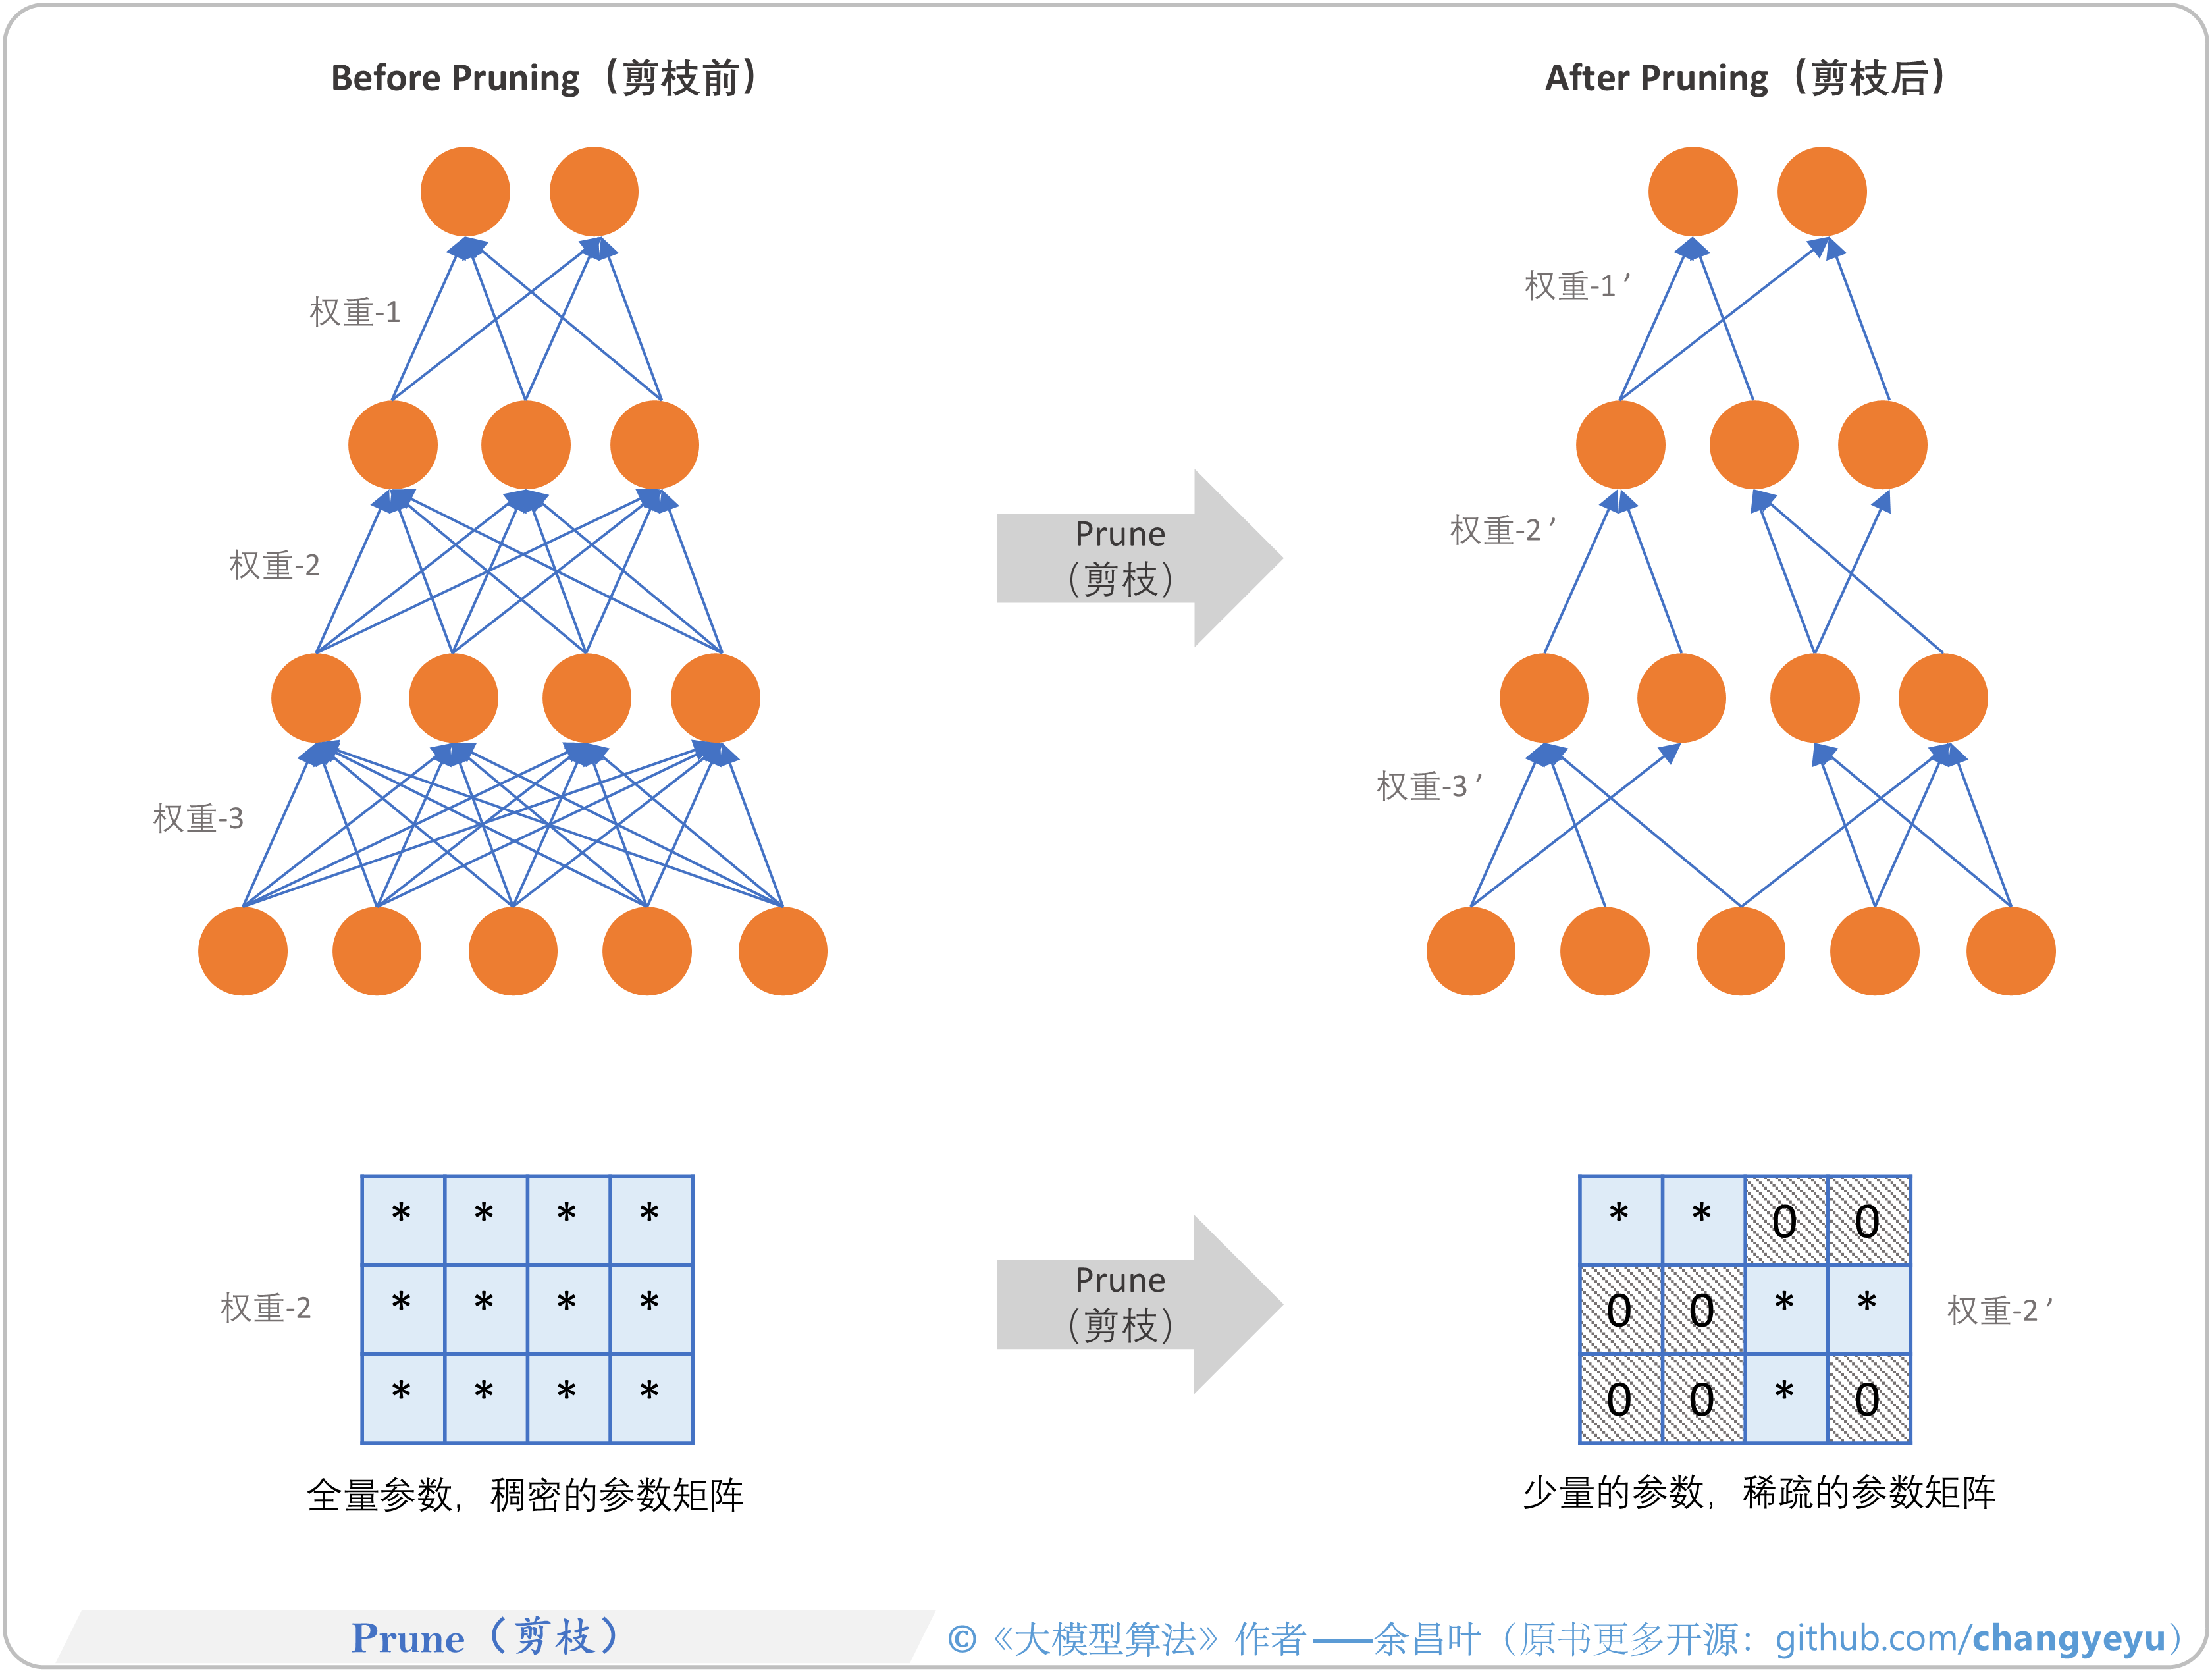 Before Pruning（剪枝前）
After Pruning（剪枝后）
权重-1
权重-1’
权重-2
权重-2’
Prune
（剪枝）
权重-3
权重-3’
* * * *
* * * *
* * * *
权重-2
Prune
（剪枝）
* * 0 0
0 0 * *
0 0 * 0
权重-2’
全量参数，稠密的参数矩阵
少量的参数，稀疏的参数矩阵
Prune（剪枝）
©《大模型算法》作者——余昌叶（原书更多开源：github.com/changyeyu）